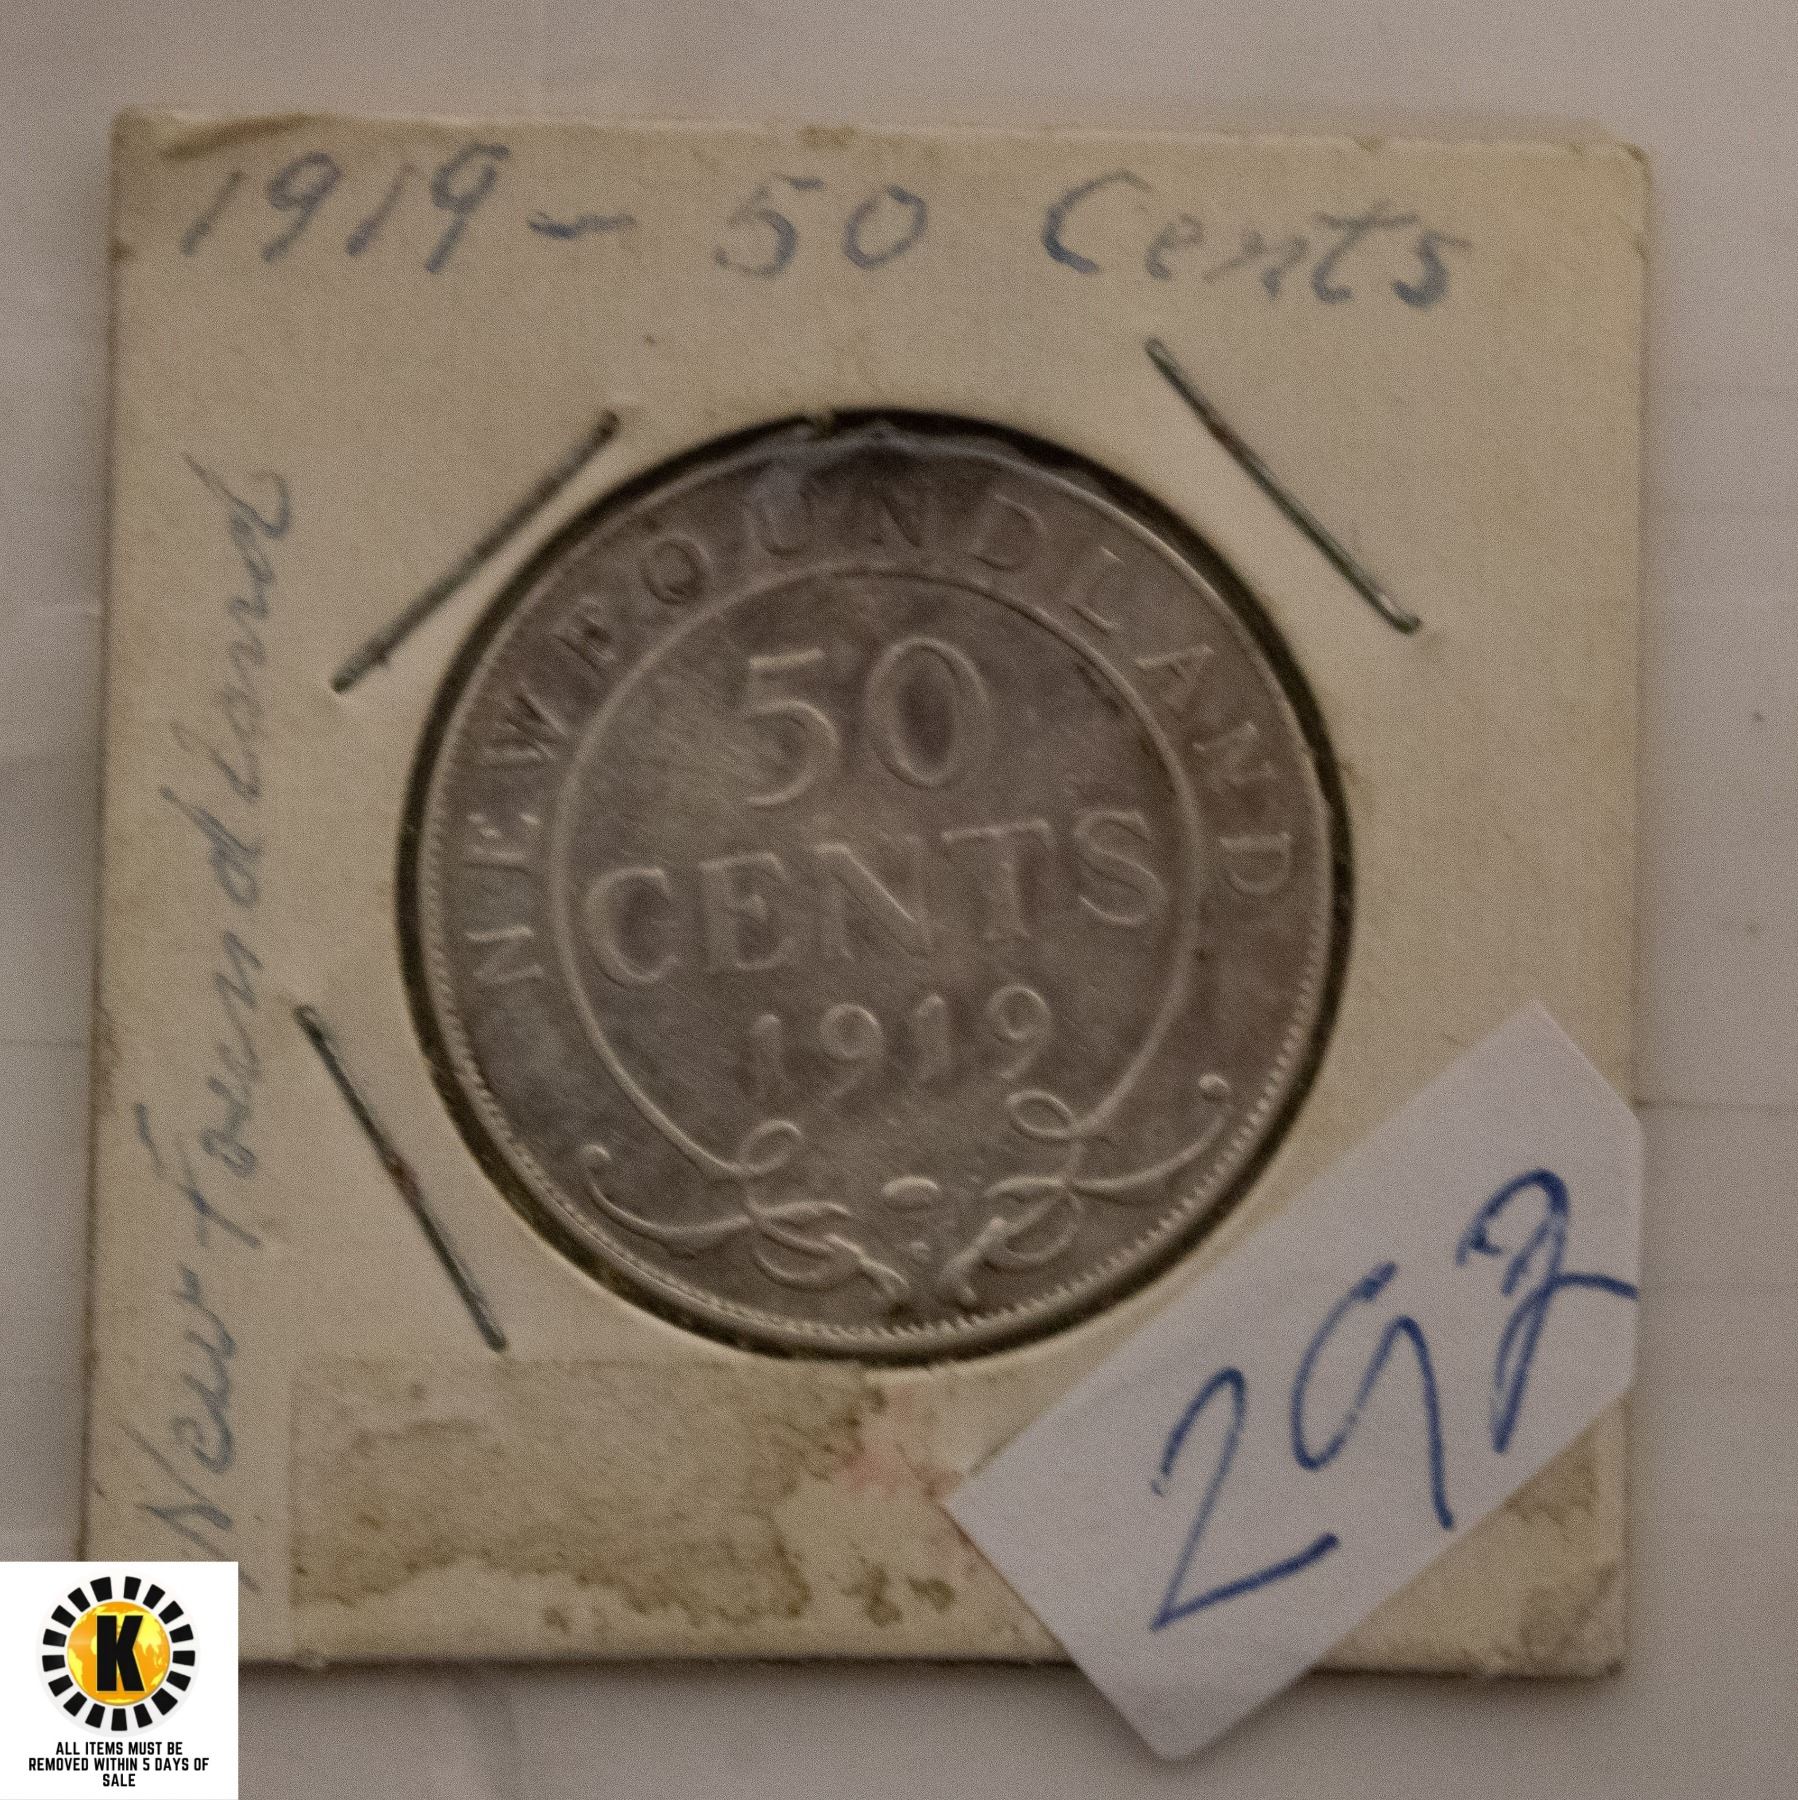 1919 - 50 Cents
New Foundland
NEWFOUNDLAND
50
CENTS
1919
292
K
ALL ITEMS MUST BE
REMOVED WITHIN 5 DAYS OF
SALE